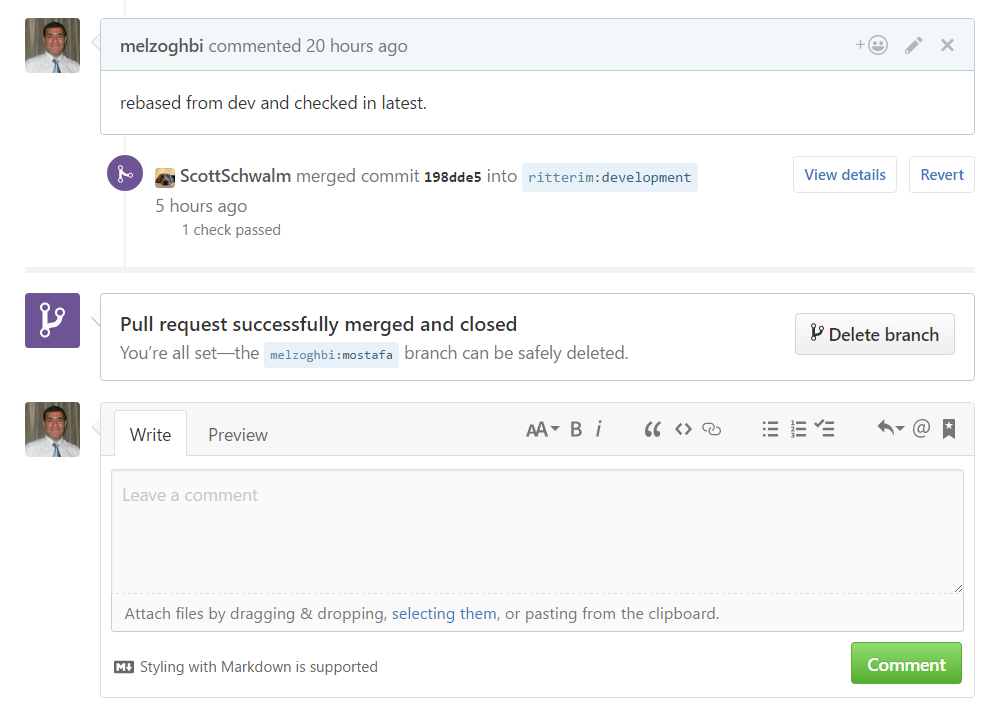 melzoghbi commented 20 hours ago
rebased from dev and checked in latest.
ScottSchwalm merged commit 198dde5 into ritterim:development View details Revert
5 hours ago
1 check passed
Pull request successfully merged and closed
You’re all set—the melzoghbi:mostafa branch can be safely deleted.
Delete branch
Write Preview AA B i
Leave a comment
Attach files by dragging & dropping, selecting them, or pasting from the clipboard.
Styling with Markdown is supported
Comment